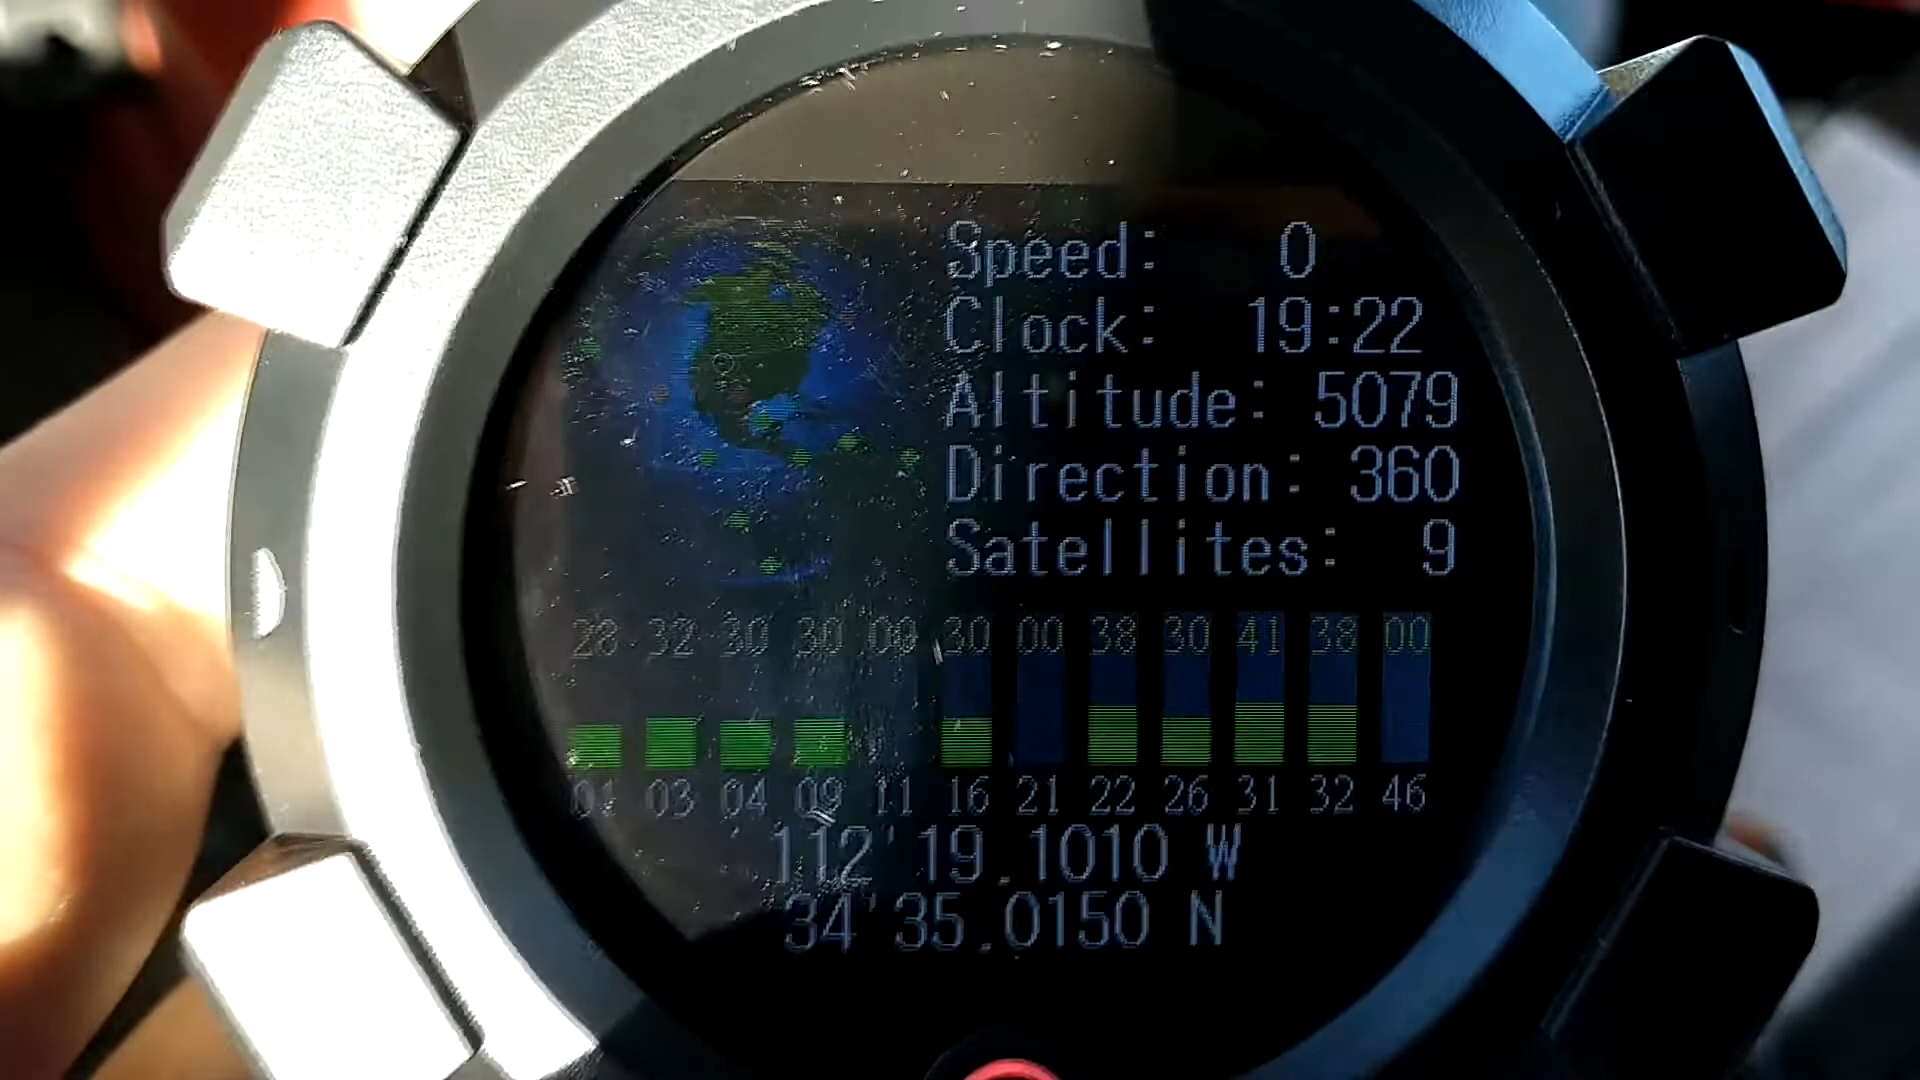 Speed: 0
Clock: 19:22
Altitude: 5079
Direction: 360
Satellites: 9
28 32 30 30 00 30 00 38 30 41 38 00
01 03 04 09 11 16 21 22 26 31 32 46
112'19.1010 W
34'35.0150 N